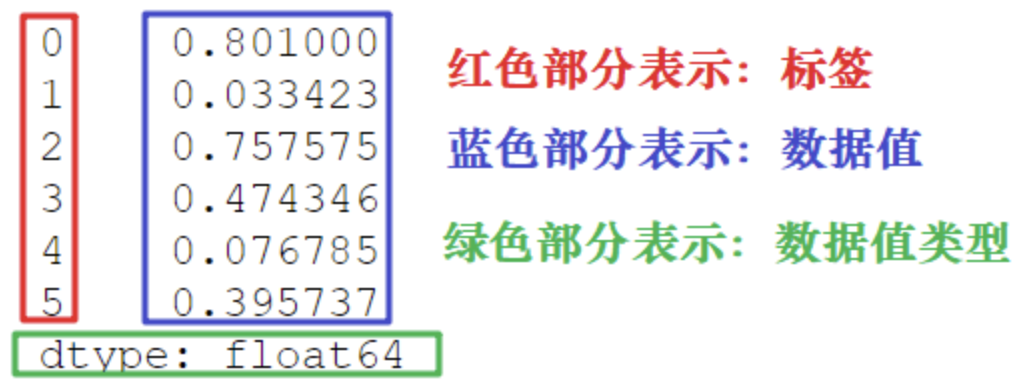 0 0.801000
1 0.033423
2 0.757575
3 0.474346
4 0.076785
5 0.395737
dtype: float64
红色部分表示：标签
蓝色部分表示：数据值
绿色部分表示：数据值类型